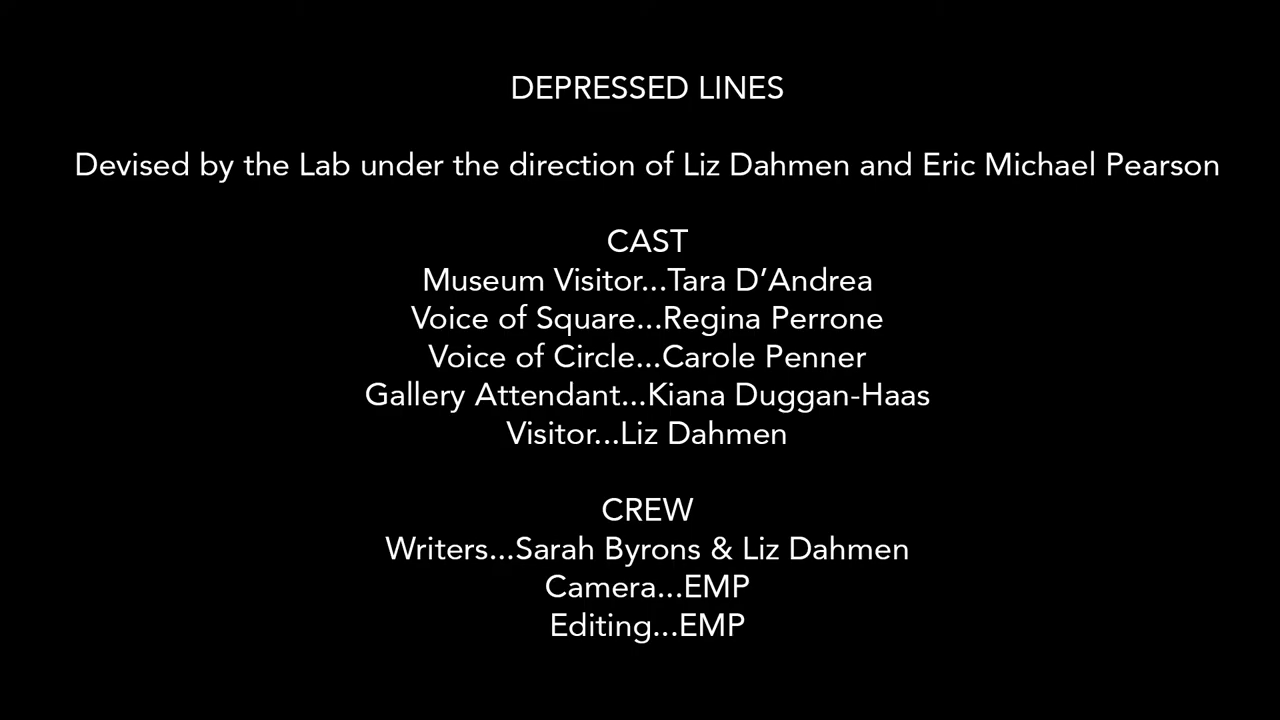 DEPRESSED LINES
Devised by the Lab under the direction of Liz Dahmen and Eric Michael Pearson
CAST
Museum Visitor...Tara D’Andrea
Voice of Square...Regina Perrone
Voice of Circle...Carole Penner
Gallery Attendant...Kiana Duggan-Haas
Visitor...Liz Dahmen
CREW
Writers...Sarah Byrons & Liz Dahmen
Camera...EMP
Editing...EMP